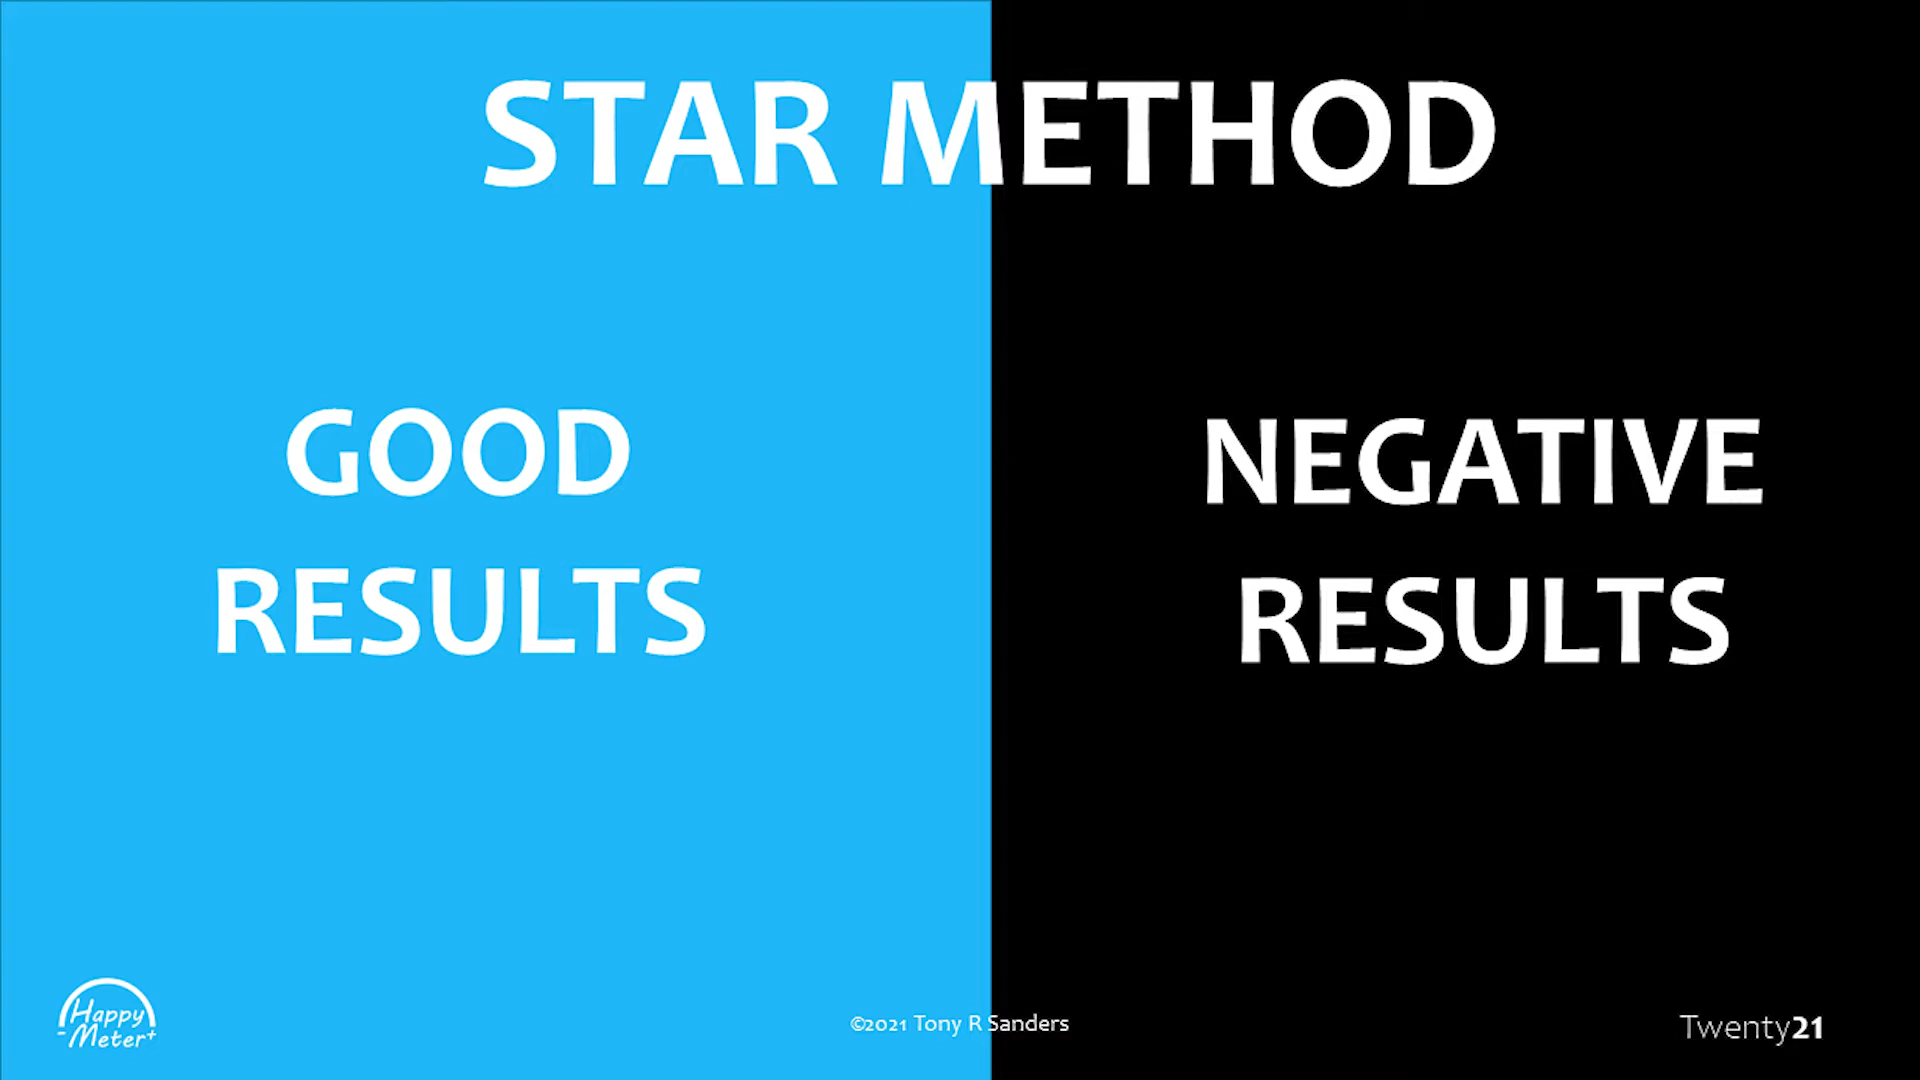 STAR METHOD
GOOD
RESULTS
NEGATIVE
RESULTS
Happy
-Meter+
©2021 Tony R Sanders
Twenty21